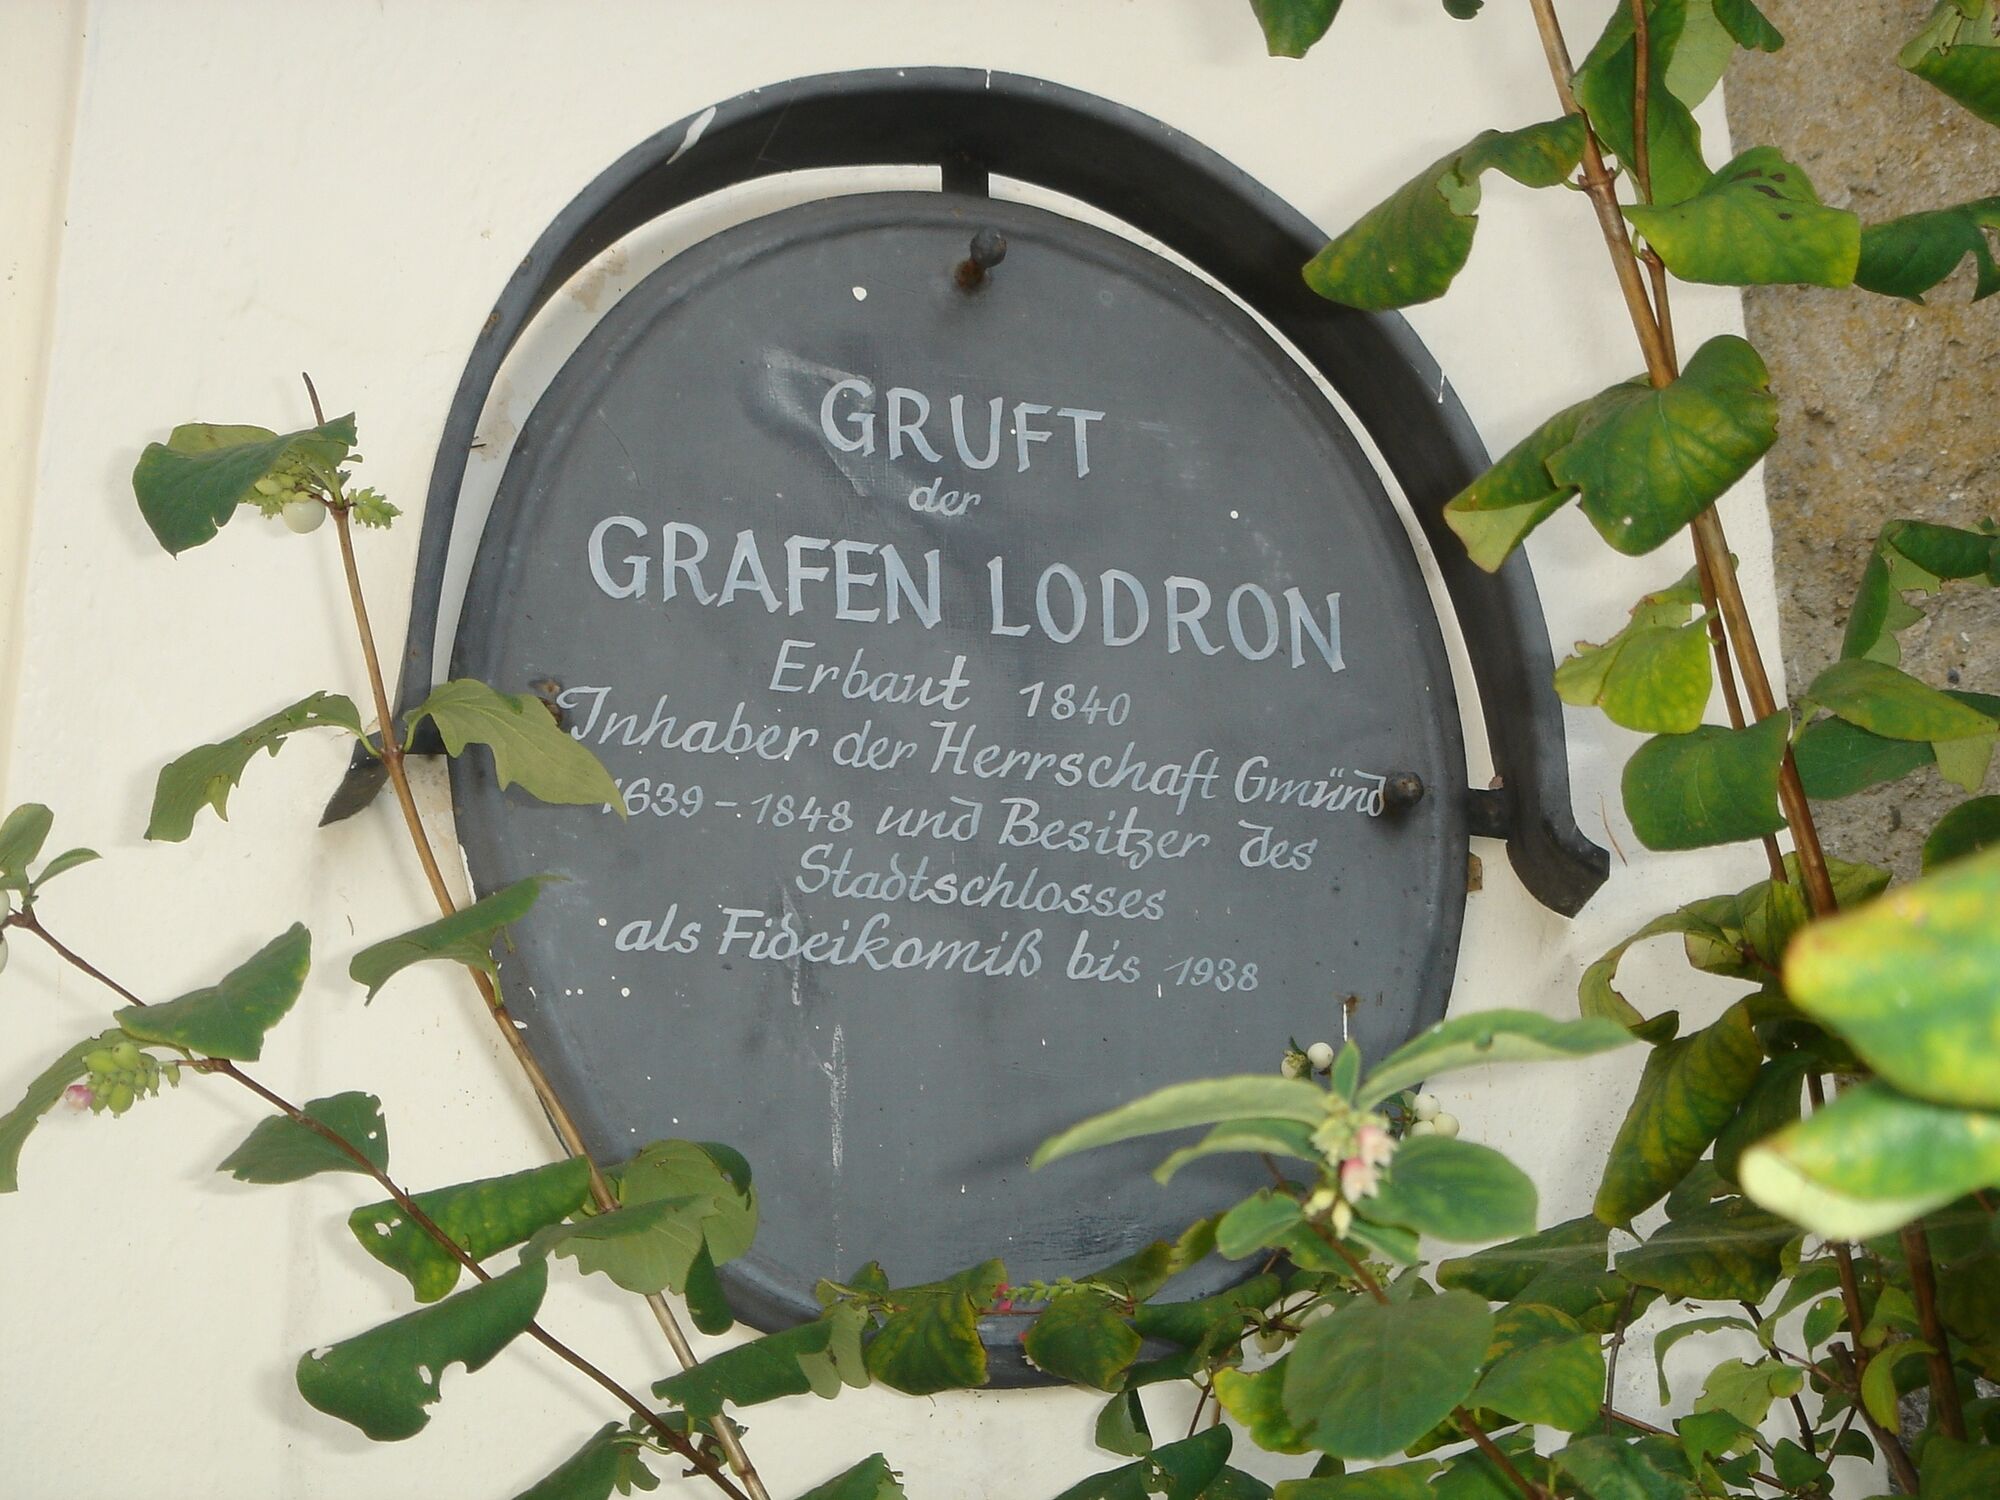 GRUFT
der
GRAFEN LODRON
Erbaut 1840
Inhaber der Herrschaft Gmünd
1639 - 1848 und Besitzer des
Stadtschlosses
als Fideikomiß bis 1938